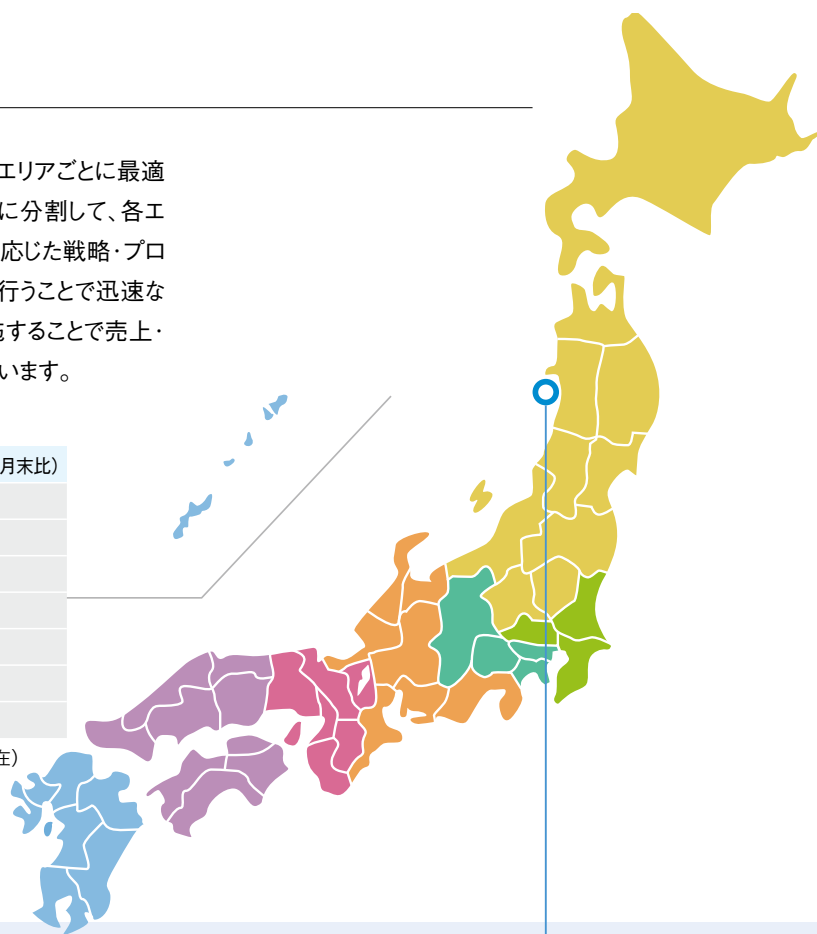 エリアごとに最適
に分割して、各エ
応じた戦略・プロ
行うことで迅速な
することで売上・
います。
月末比）
在）